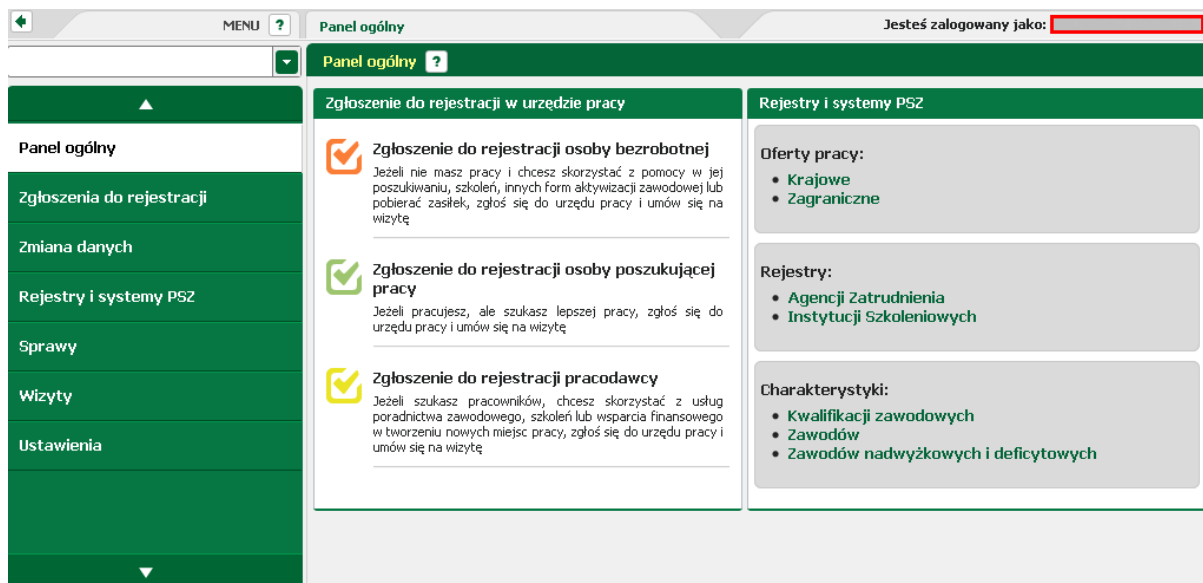 MENU ?
Panel ogólny
Jesteś zalogowany jako:
Panel ogólny ?
Panel ogólny
Zgłoszenia do rejestracji
Zmiana danych
Rejestry i systemy PSZ
Sprawy
Wizyty
Ustawienia
Zgłoszenie do rejestracji w urzędzie pracy
Zgłoszenie do rejestracji osoby bezrobotnej
Jeżeli nie masz pracy i chcesz skorzystać z pomocy w jej
poszukiwaniu, szkoleń, innych form aktywizacji zawodowej lub
pobierać zasiłek, zgłoś się do urzędu pracy i umów się na
wizytę
Zgłoszenie do rejestracji osoby poszukującej
pracy
Jeżeli pracujesz, ale szukasz lepszej pracy, zgłoś się do
urzędu pracy i umów się na wizytę
Zgłoszenie do rejestracji pracodawcy
Jeżeli szukasz pracowników, chcesz skorzystać z usług
poradnictwa zawodowego, szkoleń lub wsparcia finansowego
w tworzeniu nowych miejsc pracy, zgłoś się do urzędu pracy i
umów się na wizytę
Rejestry i systemy PSZ
Oferty pracy:
• Krajowe
• Zagraniczne
Rejestry:
• Agencji Zatrudnienia
• Instytucji Szkoleniowych
Charakterystyki:
• Kwalifikacji zawodowych
• Zawodów
• Zawodów nadwyżkowych i deficytowych